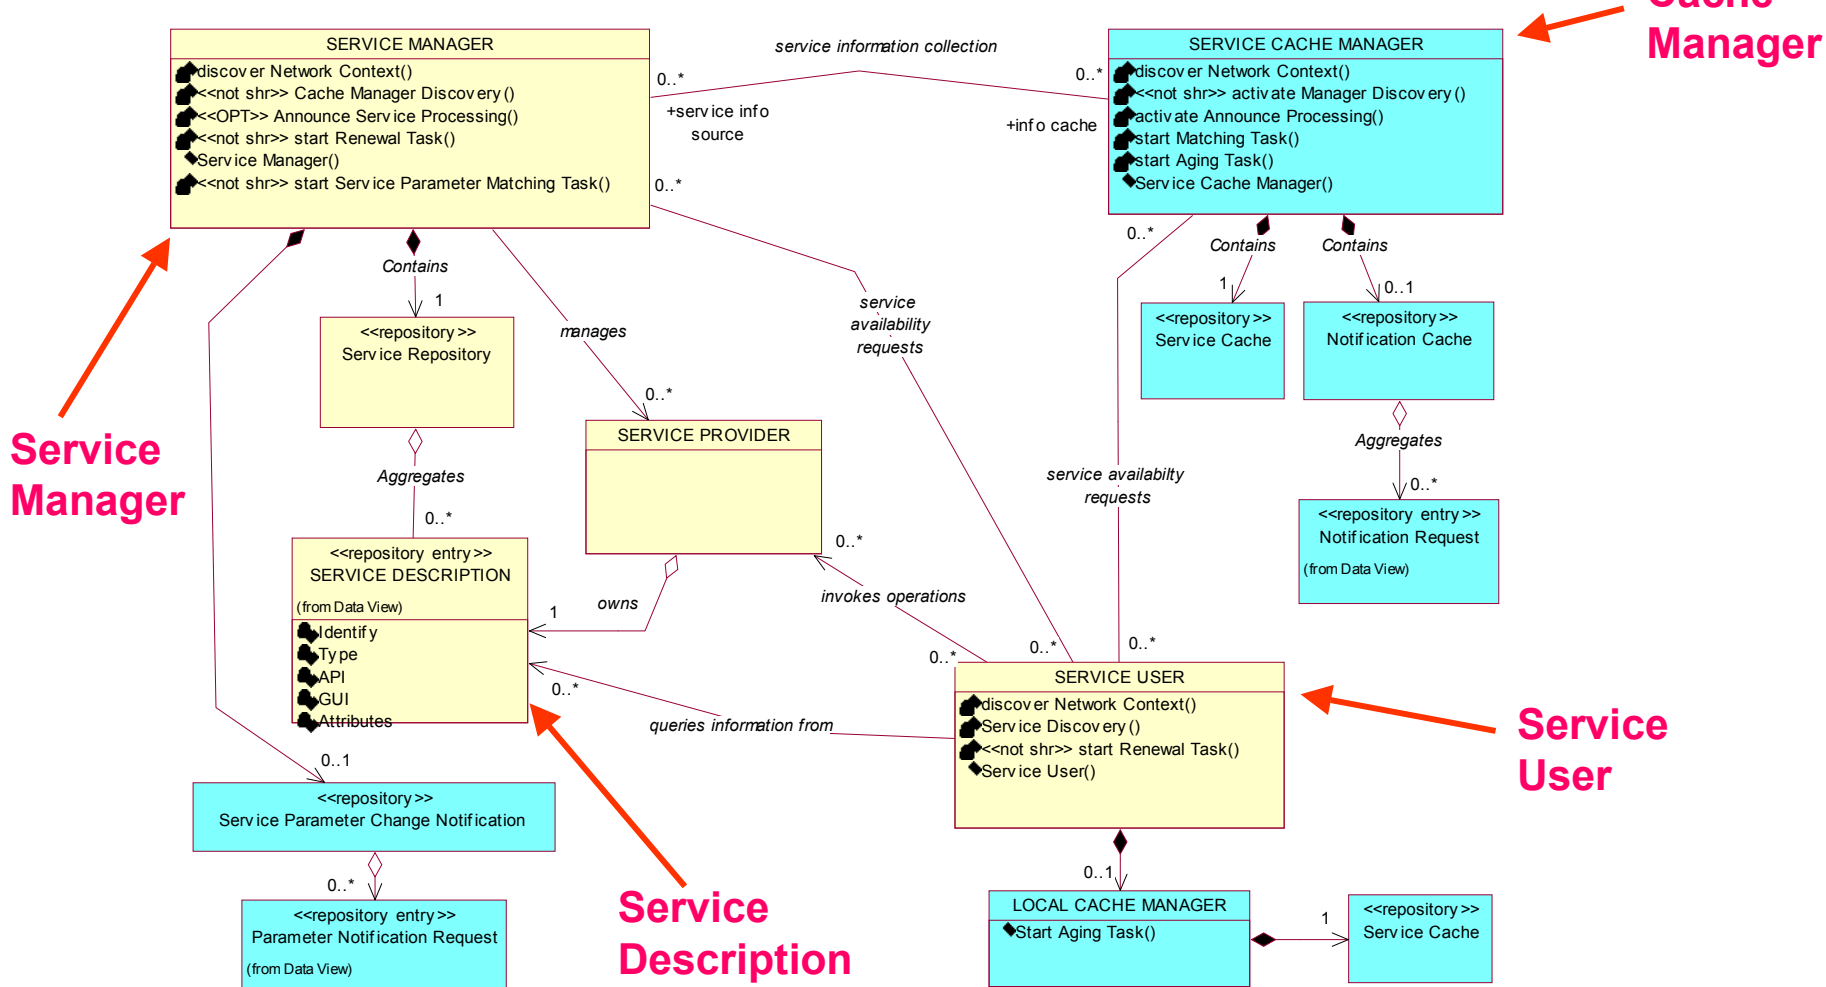 Cache
Manager
SERVICE MANAGER
discover Network Context()
<<not shr>> Cache Manager Discovery()
<<OPT>> Announce Service Processing()
<<not shr>> start Renewal Task()
Service Manager()
<<not shr>> start Service Parameter Matching Task()
service information collection
0..*
0..*
+service info
source
+info cache
0..*
SERVICE CACHE MANAGER
discover Network Context()
<<not shr>> activate Manager Discovery()
activate Announce Processing()
start Matching Task()
start Aging Task()
Service Cache Manager()
0..*
Contains
Contains
Contains
1
1
0..1
<<repository>>
Service Repository
manages
0..*
service
availability
requests
<<repository>>
Service Cache
<<repository>>
Notification Cache
Service
Manager
Aggregates
0..*
SERVICE PROVIDER
0..*
service availabilty
requests
Aggregates
0..*
<<repository entry>>
Notification Request
(from Data View)
<<repository entry>>
SERVICE DESCRIPTION
(from Data View)
Identify
Type
API
GUI
Attributes
owns
1
invokes operations
0..*
0..*
0..*
0..*
queries information from
SERVICE USER
discover Network Context()
Service Discovery()
<<not shr>> start Renewal Task()
Service User()
Service
User
0..1
<<repository>>
Service Parameter Change Notification
0..*
<<repository entry>>
Parameter Notification Request
(from Data View)
Service
Description
0..1
LOCAL CACHE MANAGER
Start Aging Task()
1
<<repository>>
Service Cache